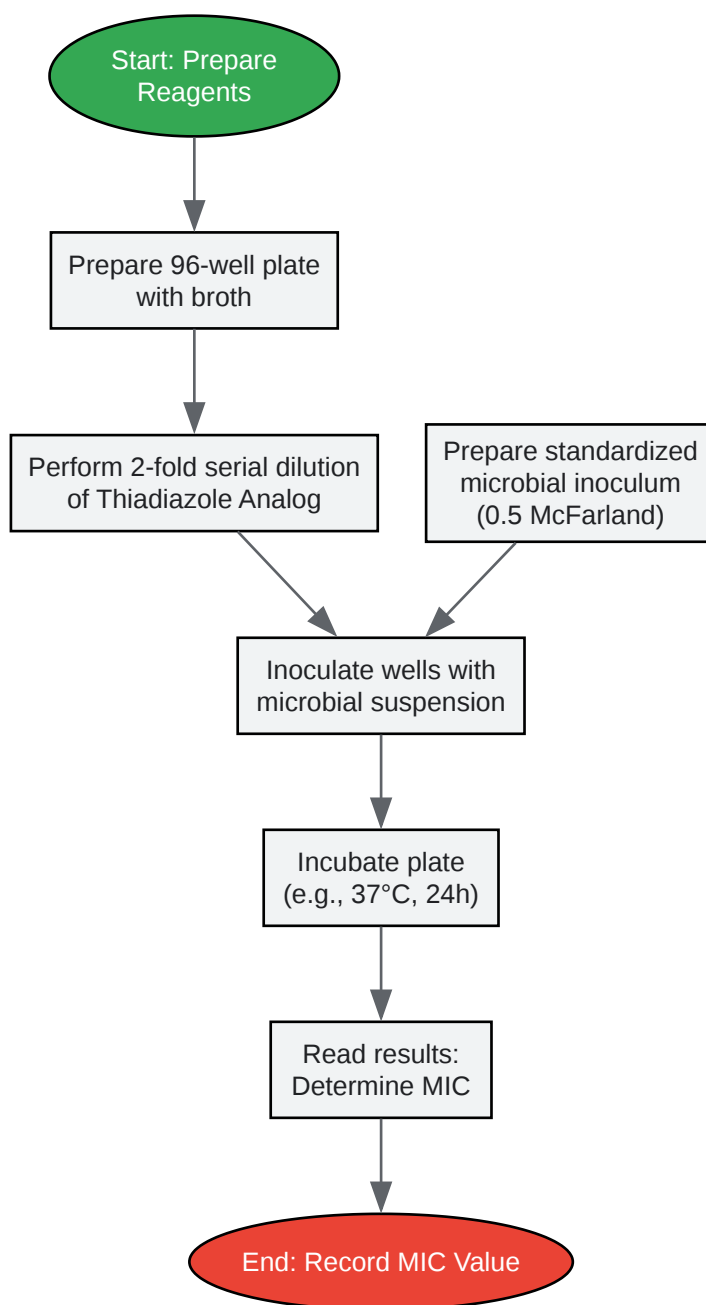 Start: Prepare
Reagents
Prepare 96-well plate
with broth
Perform 2-fold serial dilution
of Thiadiazole Analog
Prepare standardized
microbial inoculum
(0.5 McFarland)
Inoculate wells with
microbial suspension
Incubate plate
(e.g., 37°C, 24h)
Read results:
Determine MIC
End: Record MIC Value